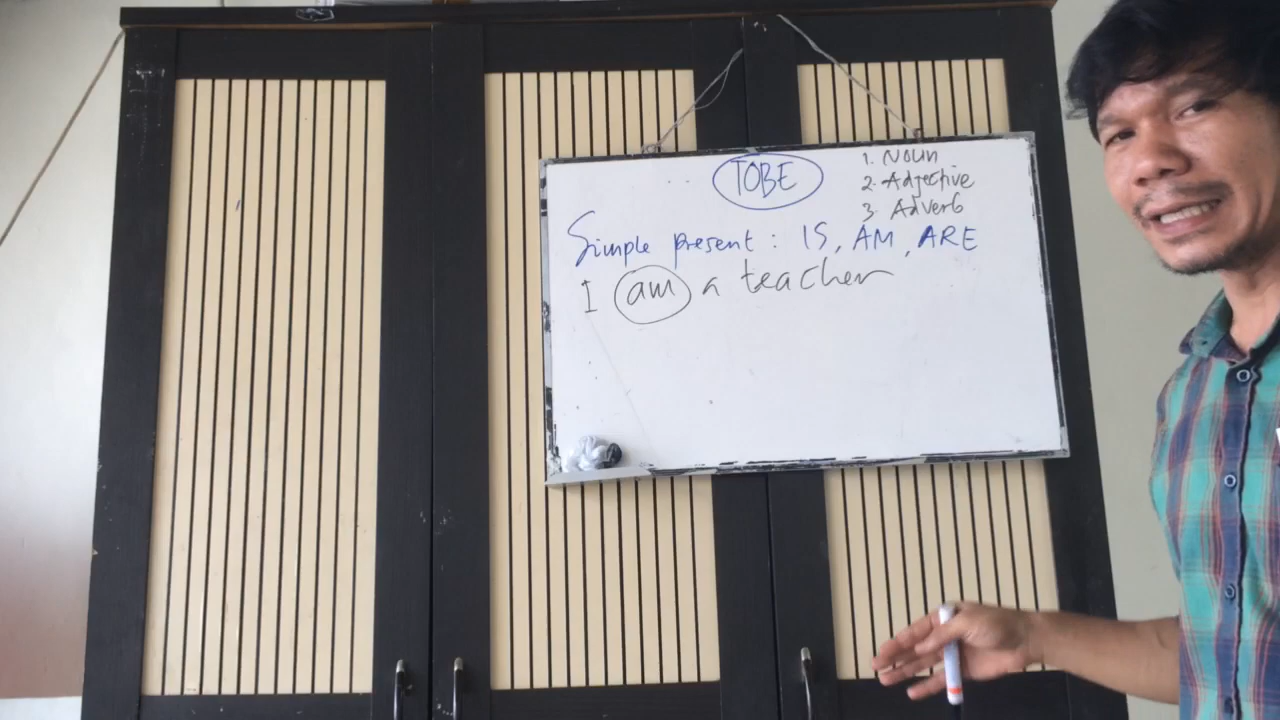 TOBE
1. Noun
2. Adjective
3. Adverb
Simple present : IS, AM, ARE
I am a teacher